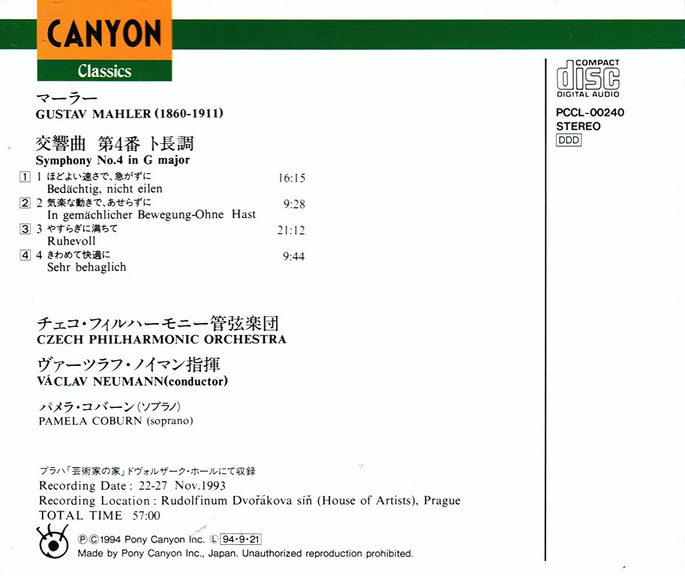 CANYON
Classics
マーラー
GUSTAV MAHLER (1860-1911)
交響曲 第4番 ト長調
Symphony No.4 in G major
1 1 ほどよい速さで、急がずに 16:15
Bedächtig, nicht eilen
2 2 気楽な動きで、あせらずに 9:28
In gemächlicher Bewegung-Ohne Hast
3 3 やすらぎに満ちて 21:12
Ruhevoll
4 4 きわめて快適に 9:44
Sehr behaglich
チェコ・フィルハーモニー管弦楽団
CZECH PHILHARMONIC ORCHESTRA
ヴァーツラフ・ノイマン指揮
VÁCLAV NEUMANN(conductor)
パメラ・コバーン(ソプラノ)
PAMELA COBURN (soprano)
プラハ「芸術家の家」ドヴォルザーク・ホールにて収録
Recording Date : 22-27 Nov.1993
Recording Location : Rudolfinum Dvořákova síň (House of Artists), Prague
TOTAL TIME 57:00
ⓅⒸ1994 Pony Canyon Inc. Ⓛ 94・9・21
Made by Pony Canyon Inc., Japan. Unauthorized reproduction prohibited.
COMPACT
disc
DIGITAL AUDIO
PCCL-00240
STEREO
DDD